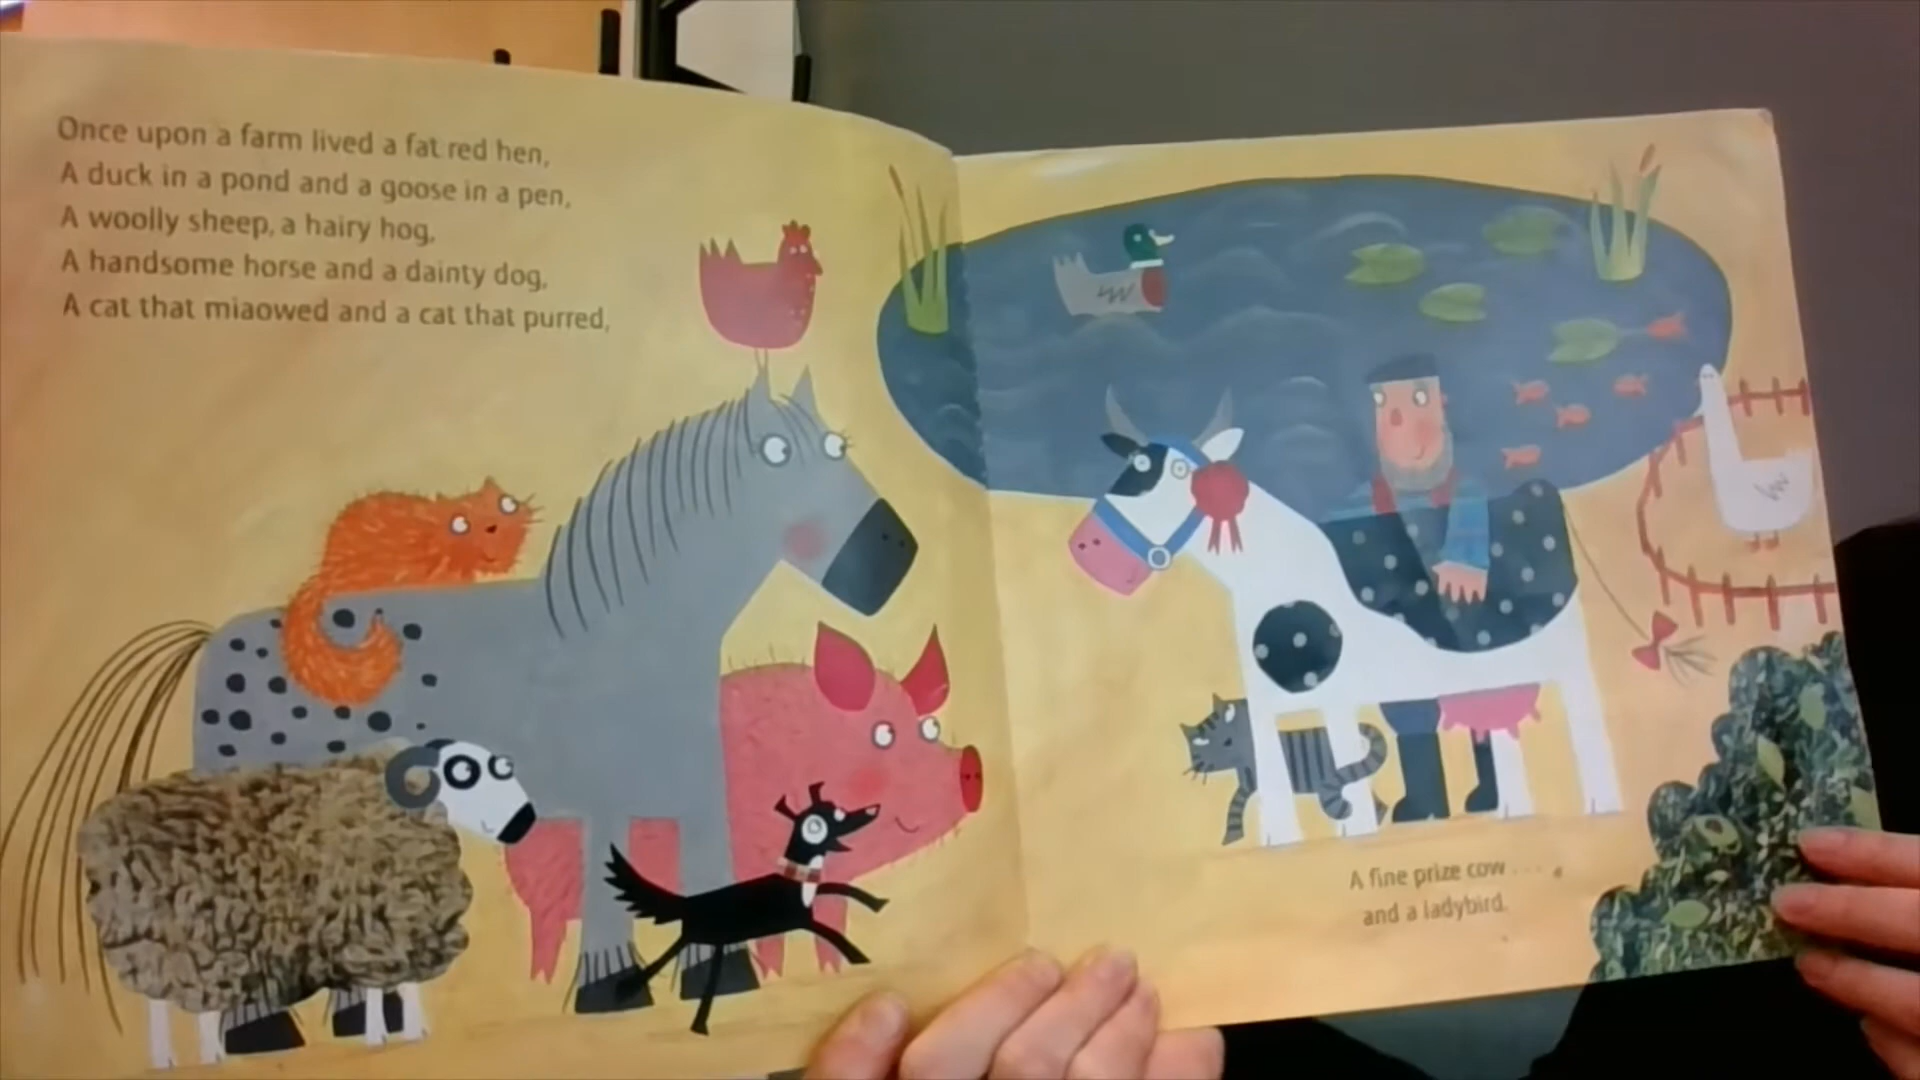 Once upon a farm lived a fat red hen,
A duck in a pond and a goose in a pen,
A woolly sheep, a hairy hog,
A handsome horse and a dainty dog,
A cat that miaowed and a cat that purred,
A fine prize cow . . . .
and a ladybird.